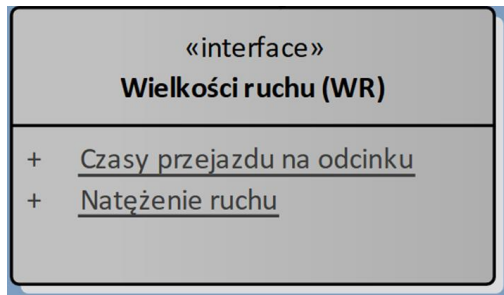 «interface»
Wielkości ruchu (WR)
+ Czasy przejazdu na odcinku
+ Natężenie ruchu